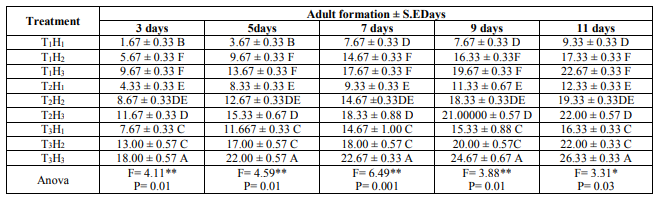 Treatment Adult formation ± S.EDays
3 days 5days 7 days 9 days 11 days
T1H1 1.67 ± 0.33 B 3.67 ± 0.33 B 7.67 ± 0.33 D 7.67 ± 0.33 D 9.33 ± 0.33 D
T1H2 5.67 ± 0.33 F 9.67 ± 0.33 F 14.67 ± 0.33 F 16.33 ± 0.33F 17.33 ± 0.33 F
T1H3 9.67 ± 0.33 F 13.67 ± 0.33 F 17.67 ± 0.33 F 19.67 ± 0.33 F 22.67 ± 0.33 F
T2H1 4.33 ± 0.33 E 8.33 ± 0.33 E 9.33 ± 0.33 E 11.33 ± 0.67 E 12.33 ± 0.33 E
T2H2 8.67 ± 0.33DE 12.67 ± 0.33DE 14.67 ±0.33DE 18.33 ± 0.33DE 19.33 ± 0.33DE
T2H3 11.67 ± 0.33 D 15.33 ± 0.67 D 18.33 ± 0.88 D 21.00000 ± 0.57 D 22.00 ± 0.57 D
T3H1 7.67 ± 0.33 C 11.667 ± 0.33 C 14.67 ± 1.00 C 15.33 ± 0.88 C 16.33 ± 0.33 C
T3H2 13.00 ± 0.57 C 17.00 ± 0.57 C 18.00 ± 0.57 C 20.00 ± 0.57C 22.00 ± 0.33 C
T3H3 18.00 ± 0.57 A 22.00 ± 0.57 A 22.67 ± 0.33 A 24.67 ± 0.67 A 26.33 ± 0.33 A
Anova F= 4.11** F= 4.59** F= 6.49** F= 3.88** F= 3.31*
P= 0.01 P= 0.01 P= 0.001 P= 0.01 P= 0.03